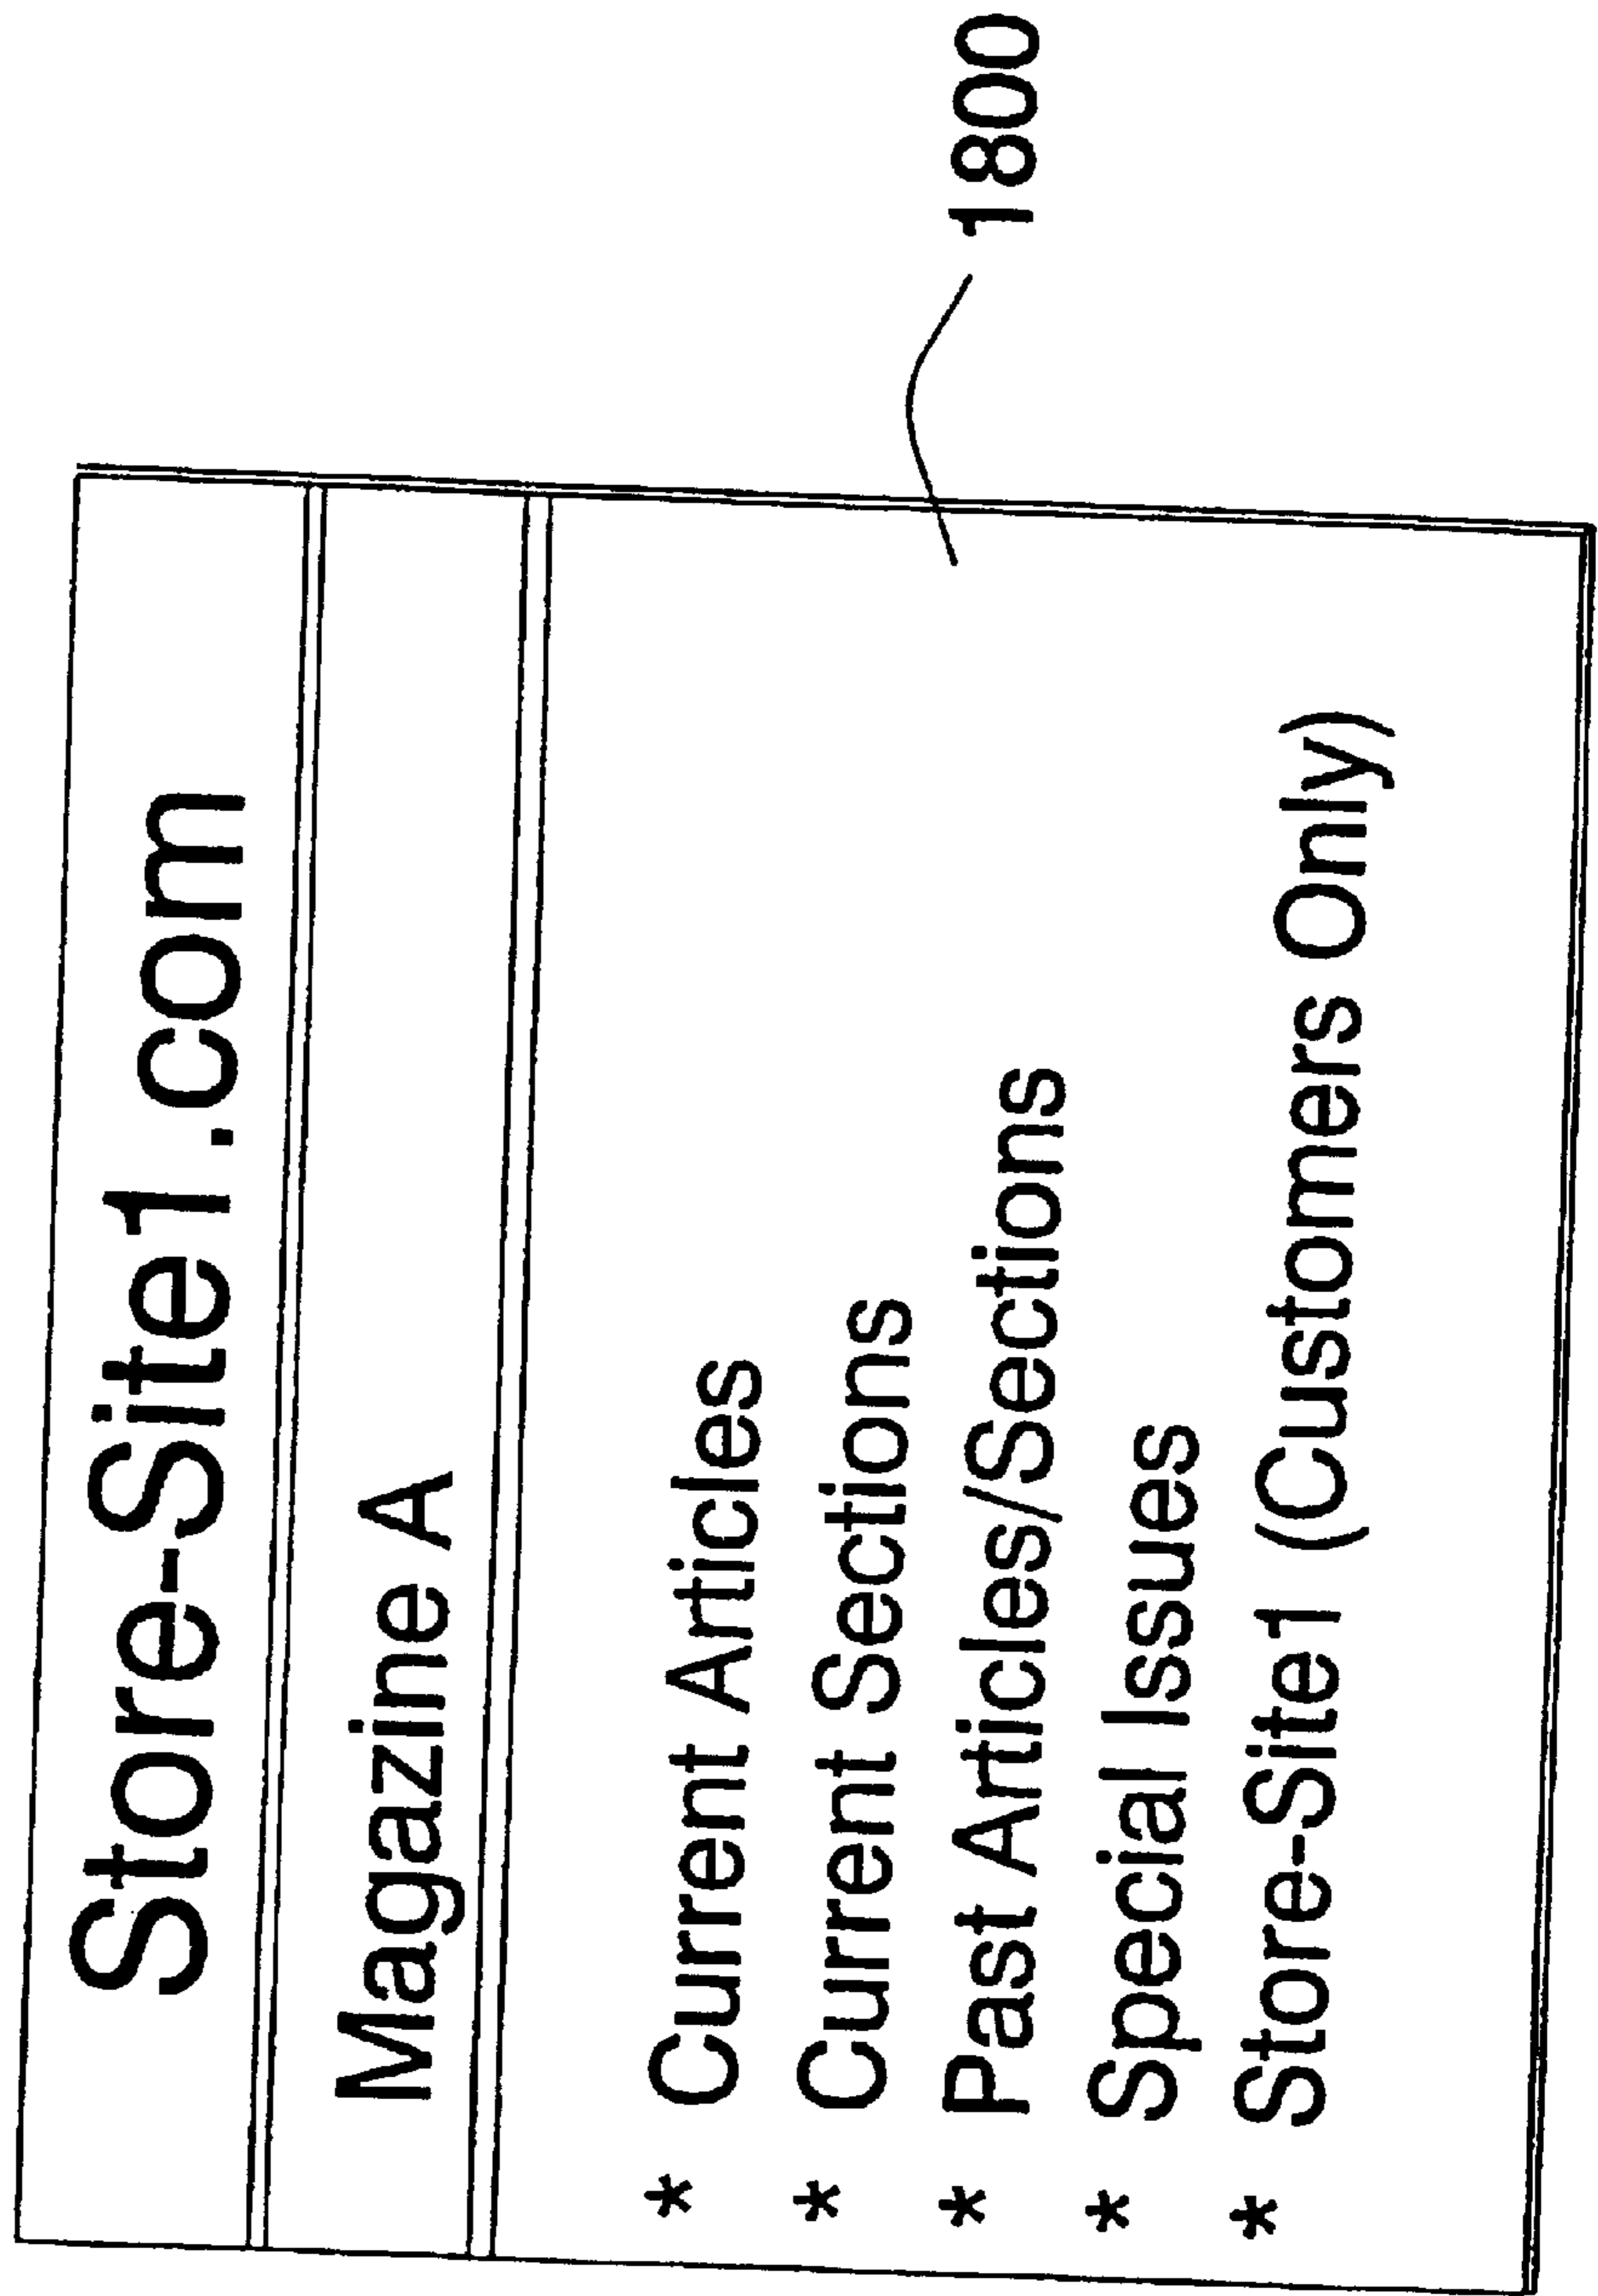 Store-Site1.com
Magazine A
* Current Articles
* Current Sections
* Past Articles/Sections
* Special Issues
* Store-Site1 (Customers Only)
1800